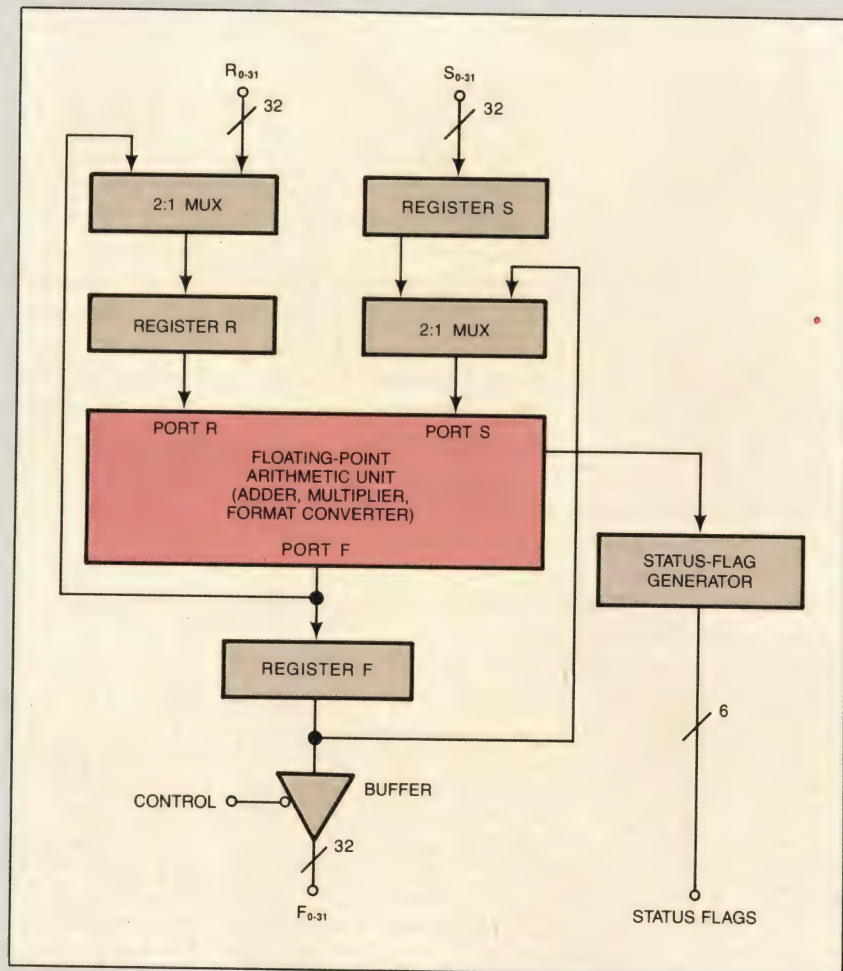 R0-31
S0-31
32
32
2:1 MUX
REGISTER S
REGISTER R
2:1 MUX
PORT R
PORT S
FLOATING-POINT
ARITHMETIC UNIT
(ADDER, MULTIPLIER,
FORMAT CONVERTER)
PORT F
STATUS-FLAG
GENERATOR
REGISTER F
6
CONTROL
BUFFER
32
F0-31
STATUS FLAGS